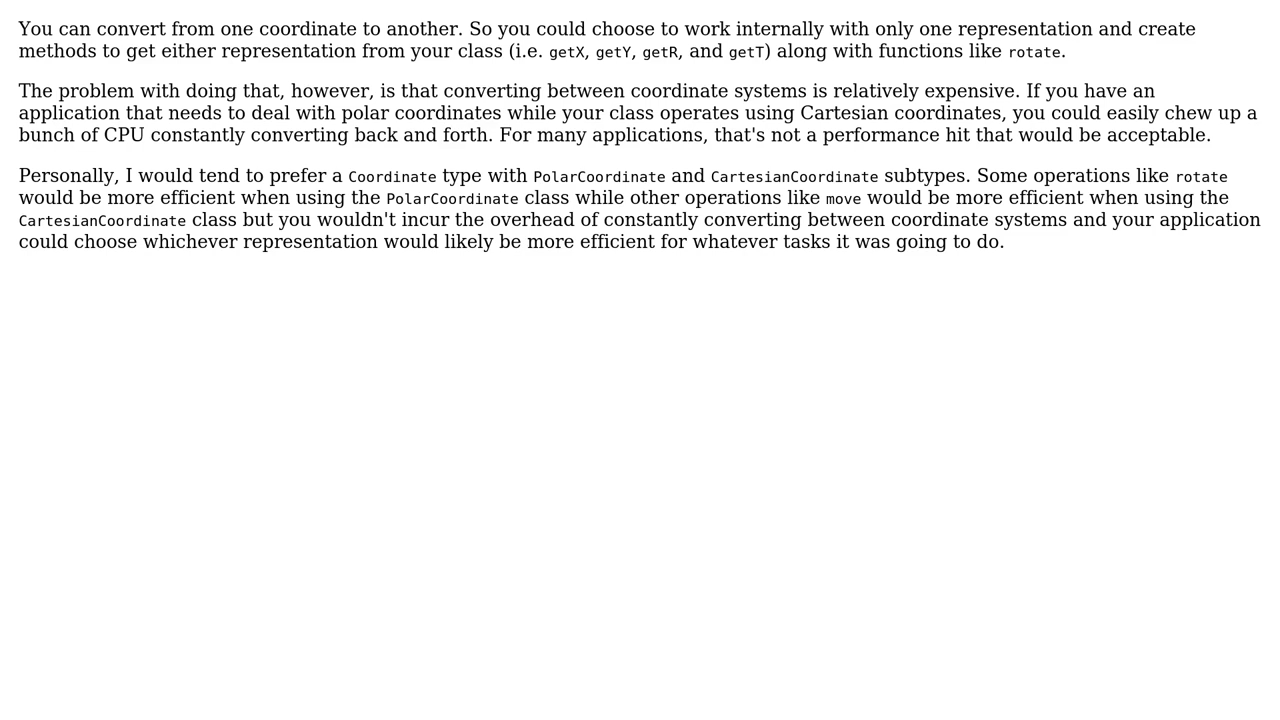 You can convert from one coordinate to another. So you could choose to work internally with only one representation and create
methods to get either representation from your class (i.e. getX, getY, getR, and getT) along with functions like rotate.
The problem with doing that, however, is that converting between coordinate systems is relatively expensive. If you have an
application that needs to deal with polar coordinates while your class operates using Cartesian coordinates, you could easily chew up a
bunch of CPU constantly converting back and forth. For many applications, that's not a performance hit that would be acceptable.
Personally, I would tend to prefer a Coordinate type with PolarCoordinate and CartesianCoordinate subtypes. Some operations like rotate
would be more efficient when using the PolarCoordinate class while other operations like move would be more efficient when using the
CartesianCoordinate class but you wouldn't incur the overhead of constantly converting between coordinate systems and your application
could choose whichever representation would likely be more efficient for whatever tasks it was going to do.